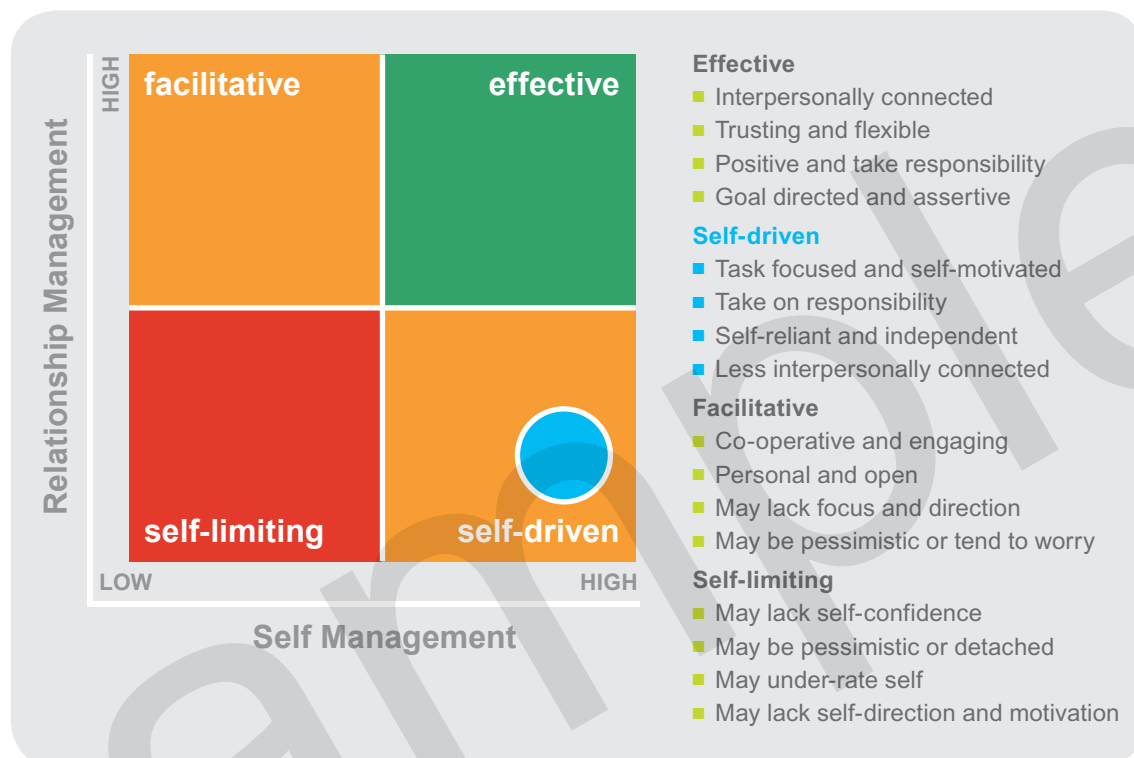 HIGH
facilitative
effective
Relationship Management
self-limiting
self-driven
LOW
HIGH
Self Management
Effective
Interpersonally connected
Trusting and flexible
Positive and take responsibility
Goal directed and assertive
Self-driven
Task focused and self-motivated
Take on responsibility
Self-reliant and independent
Less interpersonally connected
Facilitative
Co-operative and engaging
Personal and open
May lack focus and direction
May be pessimistic or tend to worry
Self-limiting
May lack self-confidence
May be pessimistic or detached
May under-rate self
May lack self-direction and motivation
ample